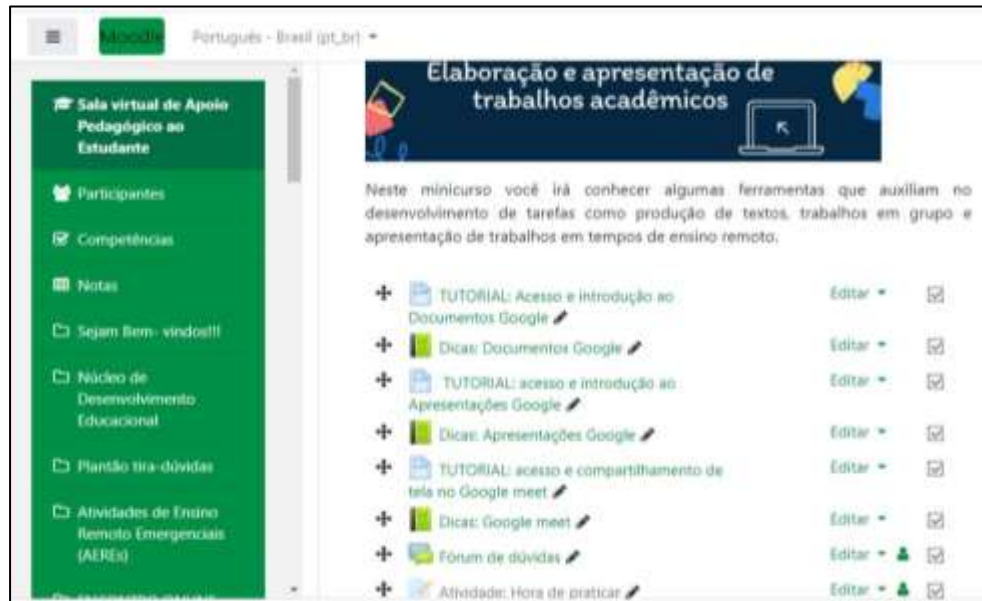 Moodle
Português - Brasil (pt_br)
Sala virtual de Apoio
Pedagógico ao
Estudante
Participantes
Competências
Notas
Sejam Bem- vindos!!!
Núcleo de
Desenvolvimento
Educacional
Plantão tira-dúvidas
Atividades de Ensino
Remoto Emergenciais
(AEREs)
ENCONTRO ONLINE
Elaboração e apresentação de
trabalhos acadêmicos
Neste minicurso você irá conhecer algumas ferramentas que auxiliam no
desenvolvimento de tarefas como produção de textos, trabalhos em grupo e
apresentação de trabalhos em tempos de ensino remoto.
TUTORIAL: Acesso e introdução ao Editar
Documentos Google
Dicas: Documentos Google Editar
TUTORIAL: acesso e introdução ao Editar
Apresentações Google
Dicas: Apresentações Google Editar
TUTORIAL: acesso e compartilhamento de Editar
tela no Google meet
Dicas: Google meet Editar
Fórum de dúvidas Editar
Atividade: Hora de praticar Editar